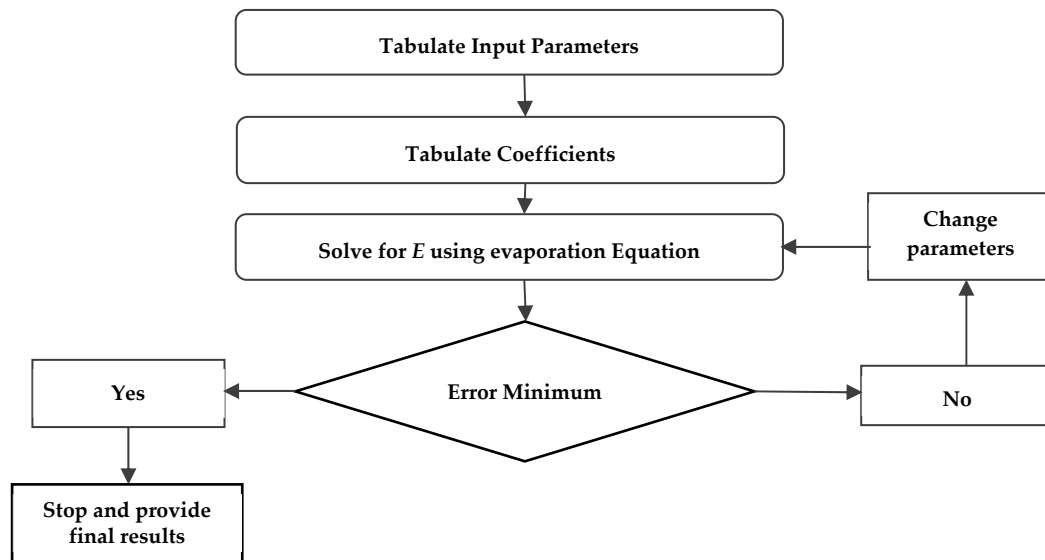 Tabulate Input Parameters
Tabulate Coefficients
Solve for E using evaporation Equation
Change
parameters
Error Minimum
Yes
No
Stop and provide
final results